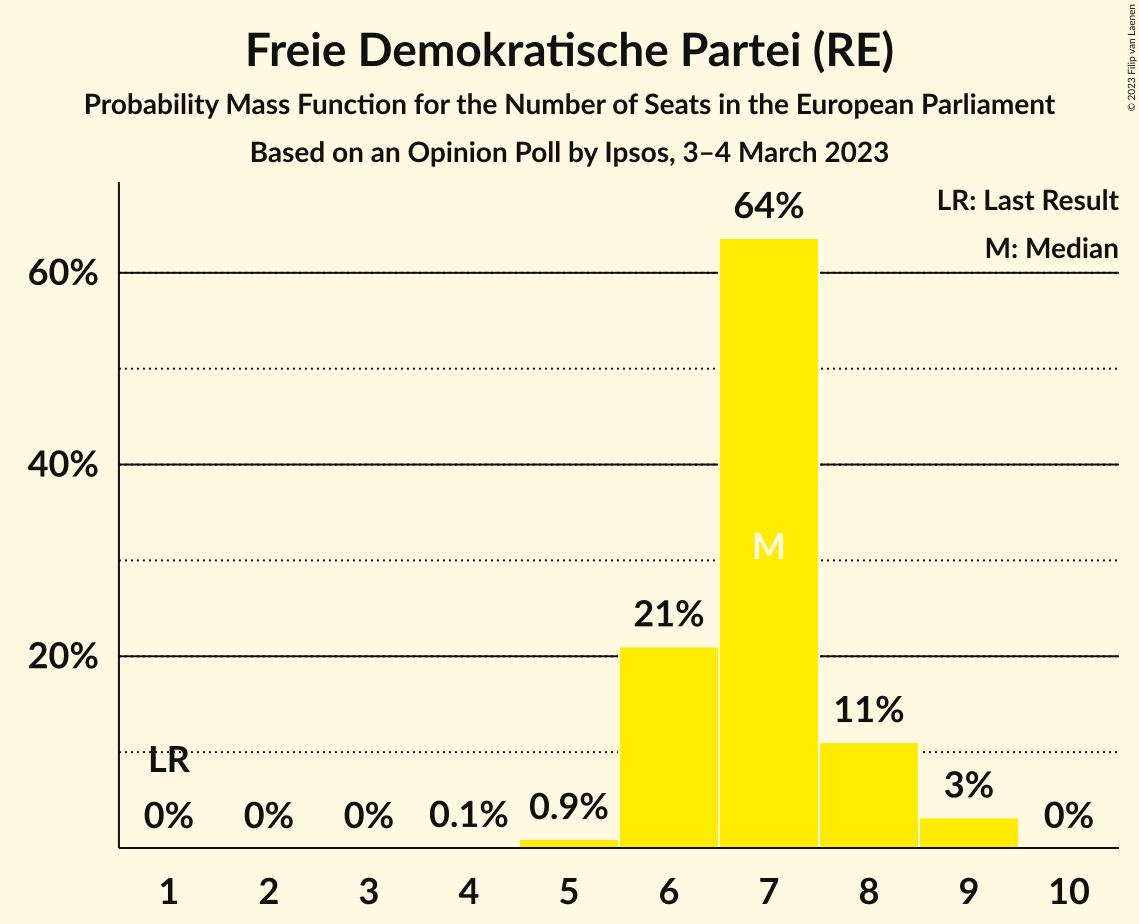 Freie Demokratische Partei (RE)
Probability Mass Function for the Number of Seats in the European Parliament
Based on an Opinion Poll by Ipsos, 3–4 March 2023
© 2023 Filip van Laenen
LR: Last Result
M: Median
60%
40%
20%
64%
M
21%
11%
3%
LR
0%
0%
0%
0.1%
0.9%
0%
1 2 3 4 5 6 7 8 9 10